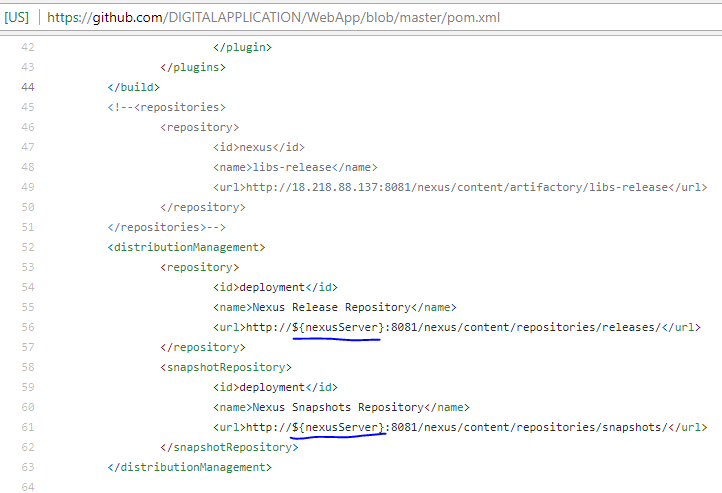 [US] https://github.com/DIGITALAPPLICATION/WebApp/blob/master/pom.xml
42 </plugin>
43 </plugins>
44 </build>
45 <!--<repositories>
46 <repository>
47 <id>nexus</id>
48 <name>libs-release</name>
49 <url>http://18.218.88.137:8081/nexus/content/artifactory/libs-release</url>
50 </repository>
51 </repositories>-->
52 <distributionManagement>
53 <repository>
54 <id>deployment</id>
55 <name>Nexus Release Repository</name>
56 <url>http://${nexusServer}:8081/nexus/content/repositories/releases/</url>
57 </repository>
58 <snapshotRepository>
59 <id>deployment</id>
60 <name>Nexus Snapshots Repository</name>
61 <url>http://${nexusServer}:8081/nexus/content/repositories/snapshots/</url>
62 </snapshotRepository>
63 </distributionManagement>
64